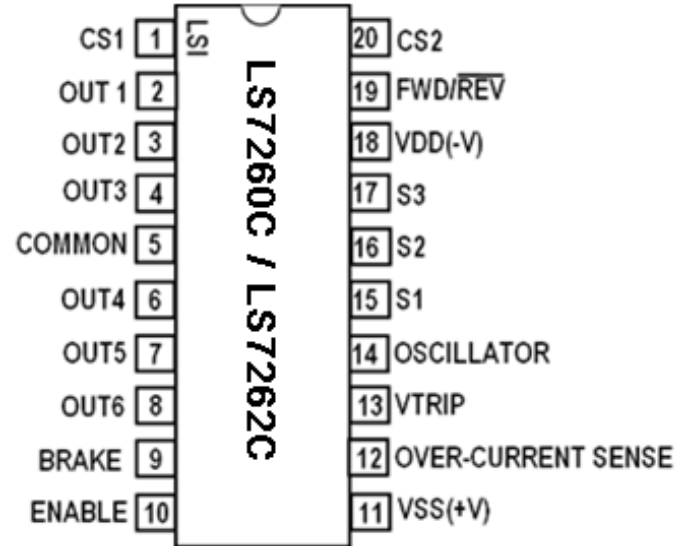 CS1 1 LSI 20 CS2
OUT 1 2 19 FWD/REV
OUT2 3 18 VDD(-V)
OUT3 4 17 S3
COMMON 5 16 S2
OUT4 6 15 S1
OUT5 7 14 OSCILLATOR
OUT6 8 13 VTRIP
BRAKE 9 12 OVER-CURRENT SENSE
ENABLE 10 11 VSS(+V)
LS7260C / LS7262C